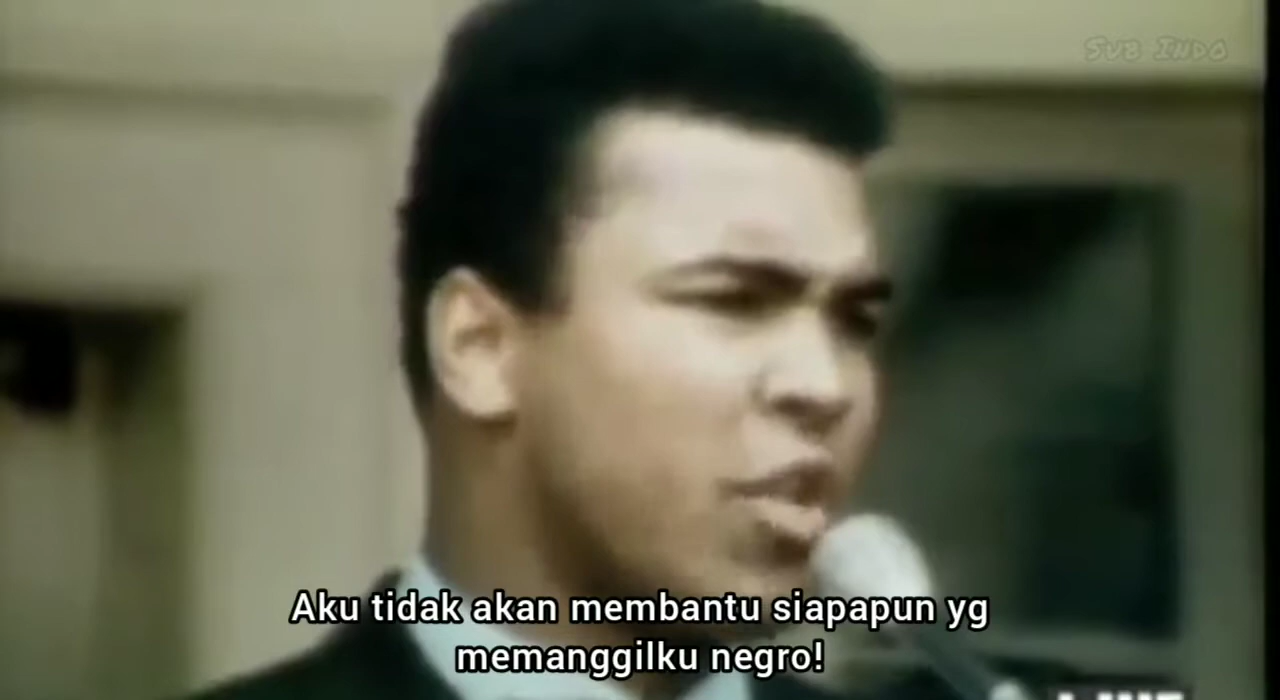 SUB INDO
Aku tidak akan membantu siapapun yg
memanggilku negro!